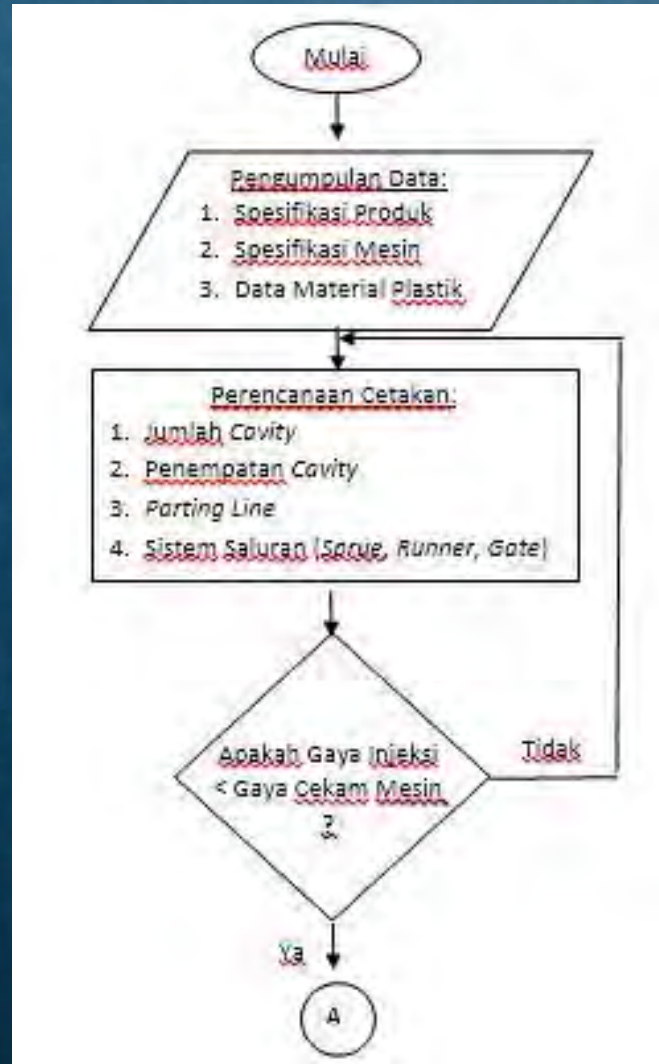 Mulai
Pengumpulan Data:
1. Spesifikasi Produk
2. Spesifikasi Mesin
3. Data Material Plastik
Perencanaan Cetakan:
1. Jumlah Cavity
2. Penempatan Cavity
3. Parting Line
4. Sistem Saluran (Sprue, Runner, Gate)
Apakah Gaya Injeksi
< Gaya Cekam Mesin
?
Tidak
Ya
A